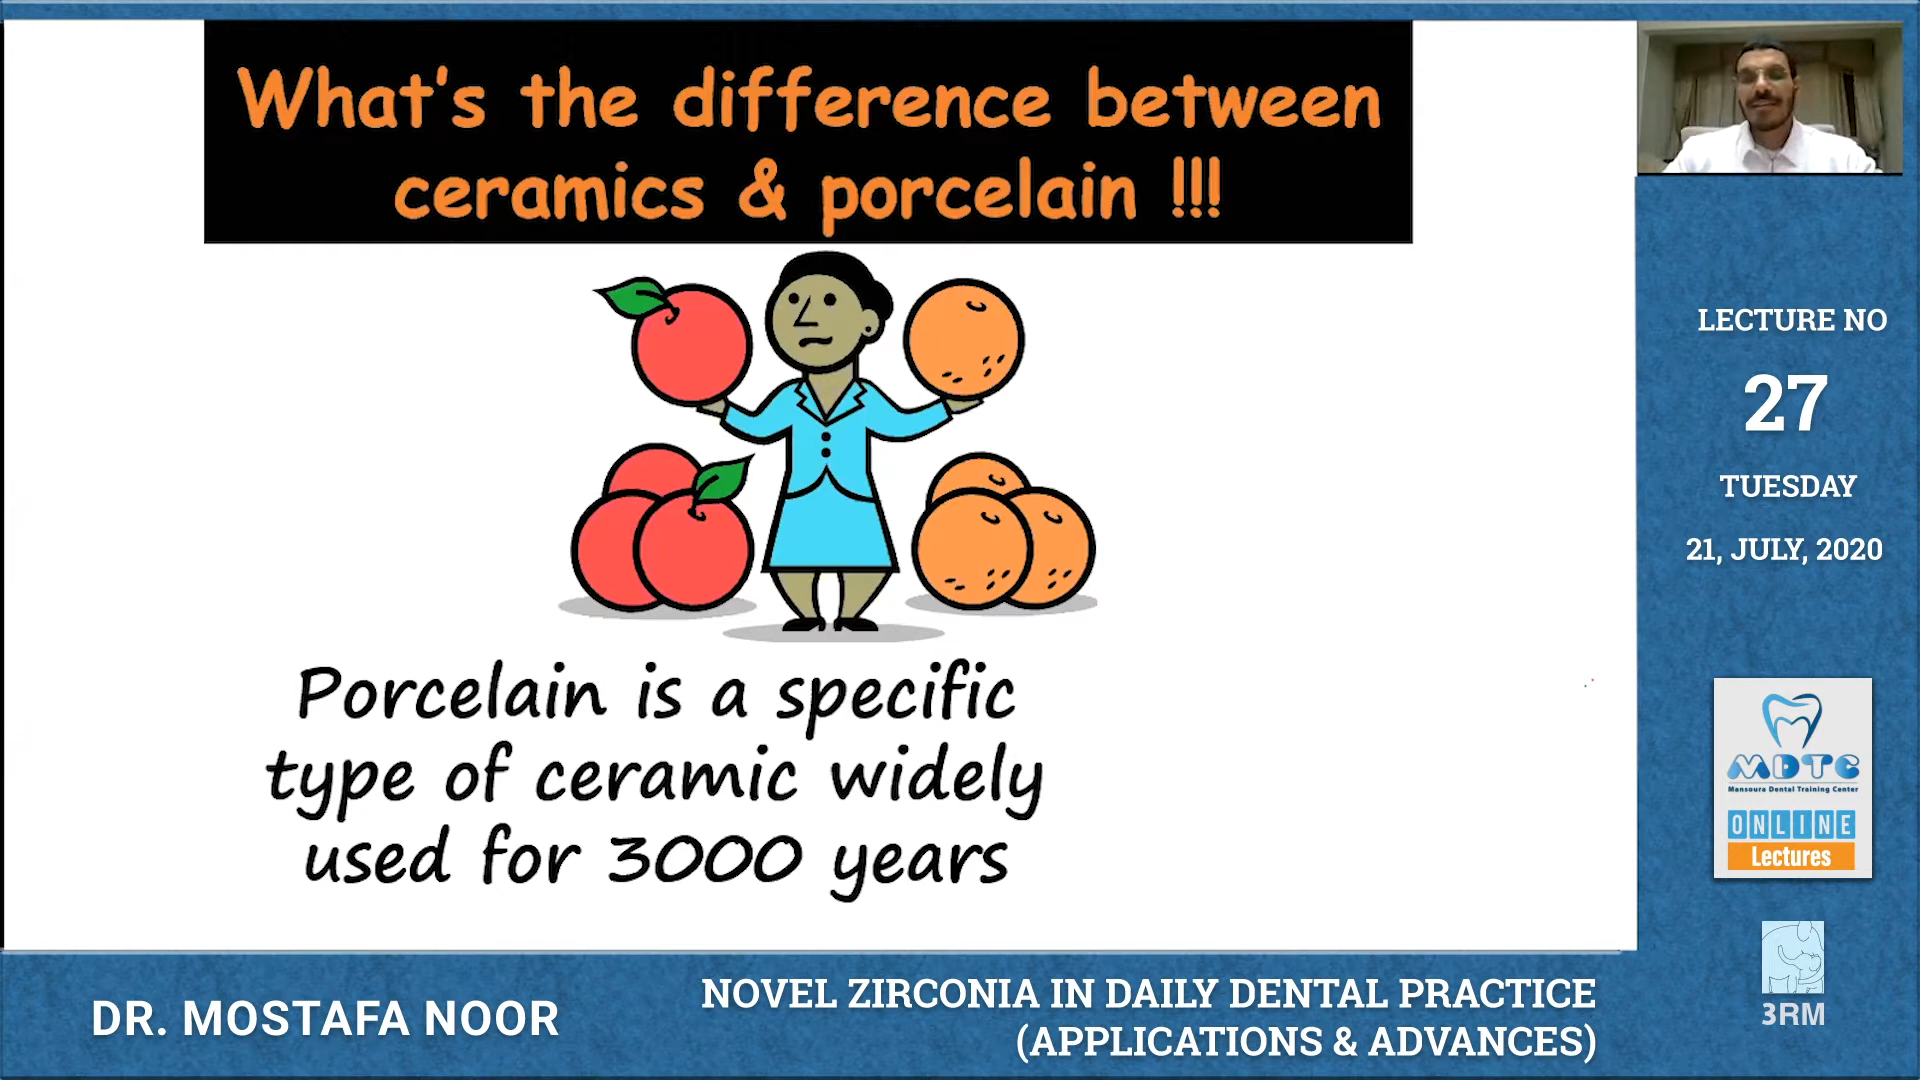 What's the difference between
ceramics & porcelain !!!
Porcelain is a specific
type of ceramic widely
used for 3000 years
LECTURE NO
27
TUESDAY
21, JULY, 2020
MDTC
Mansoura Dental Training Center
ONLINE
Lectures
3RM
DR. MOSTAFA NOOR
NOVEL ZIRCONIA IN DAILY DENTAL PRACTICE
(APPLICATIONS & ADVANCES)